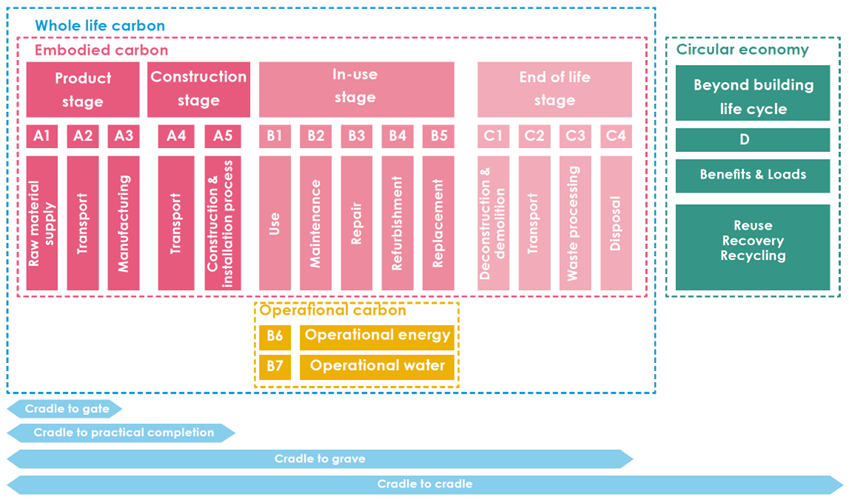 Whole life carbon
Embodied carbon
Circular economy
Product
stage
Construction
stage
In-use
stage
End of life
stage
Beyond building
life cycle
A1
A2
A3
A4
A5
B1
B2
B3
B4
B5
C1
C2
C3
C4
D
Raw material
supply
Transport
Manufacturing
Transport
Construction &
installation process
Use
Maintenance
Repair
Refurbishment
Replacement
Deconstruction &
demolition
Transport
Waste processing
Disposal
Benefits & Loads
Reuse
Recovery
Recycling
Operational carbon
B6
Operational energy
B7
Operational water
Cradle to gate
Cradle to practical completion
Cradle to grave
Cradle to cradle